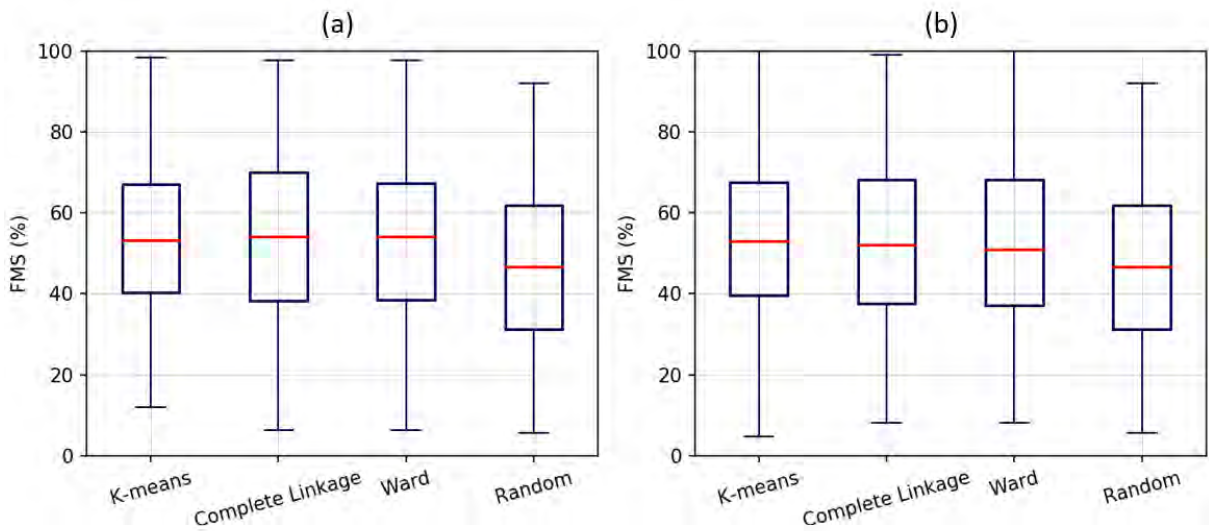 (a)
100
80
60
40
20
0
FMS (%)
K-means
Complete Linkage
Ward
Random
(b)
100
80
60
40
20
0
FMS (%)
K-means
Complete Linkage
Ward
Random